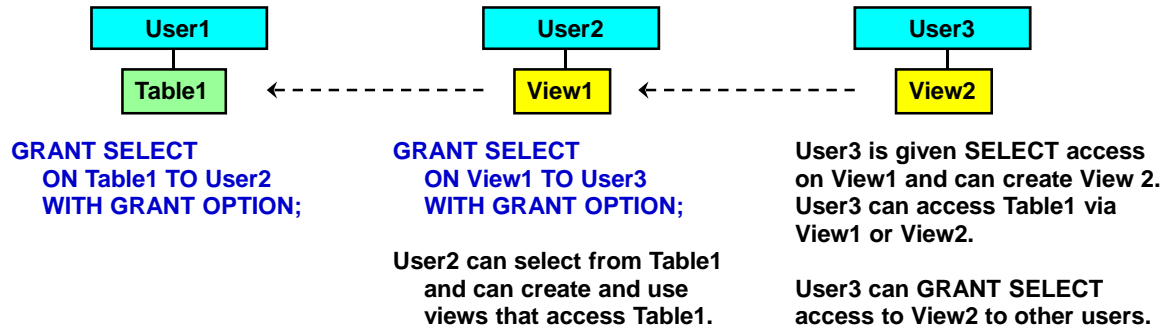 User1
User2
User3
Table1
View1
View2
GRANT SELECT
ON Table1 TO User2
WITH GRANT OPTION;
GRANT SELECT
ON View1 TO User3
WITH GRANT OPTION;
User2 can select from Table1
and can create and use
views that access Table1.
User3 is given SELECT access
on View1 and can create View 2.
User3 can access Table1 via
View1 or View2.
User3 can GRANT SELECT
access to View2 to other users.